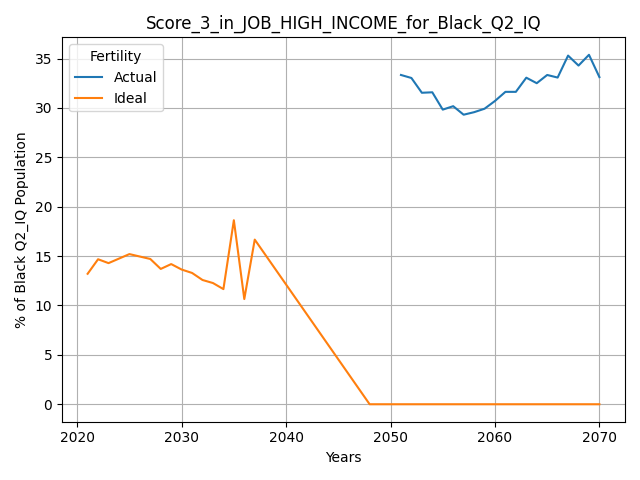 Score_3_in_JOB_HIGH_INCOME_for_Black_Q2_IQ
Fertility
Actual
Ideal
% of Black Q2_IQ Population
35
30
25
20
15
10
5
0
2020 2030 2040 2050 2060 2070
Years